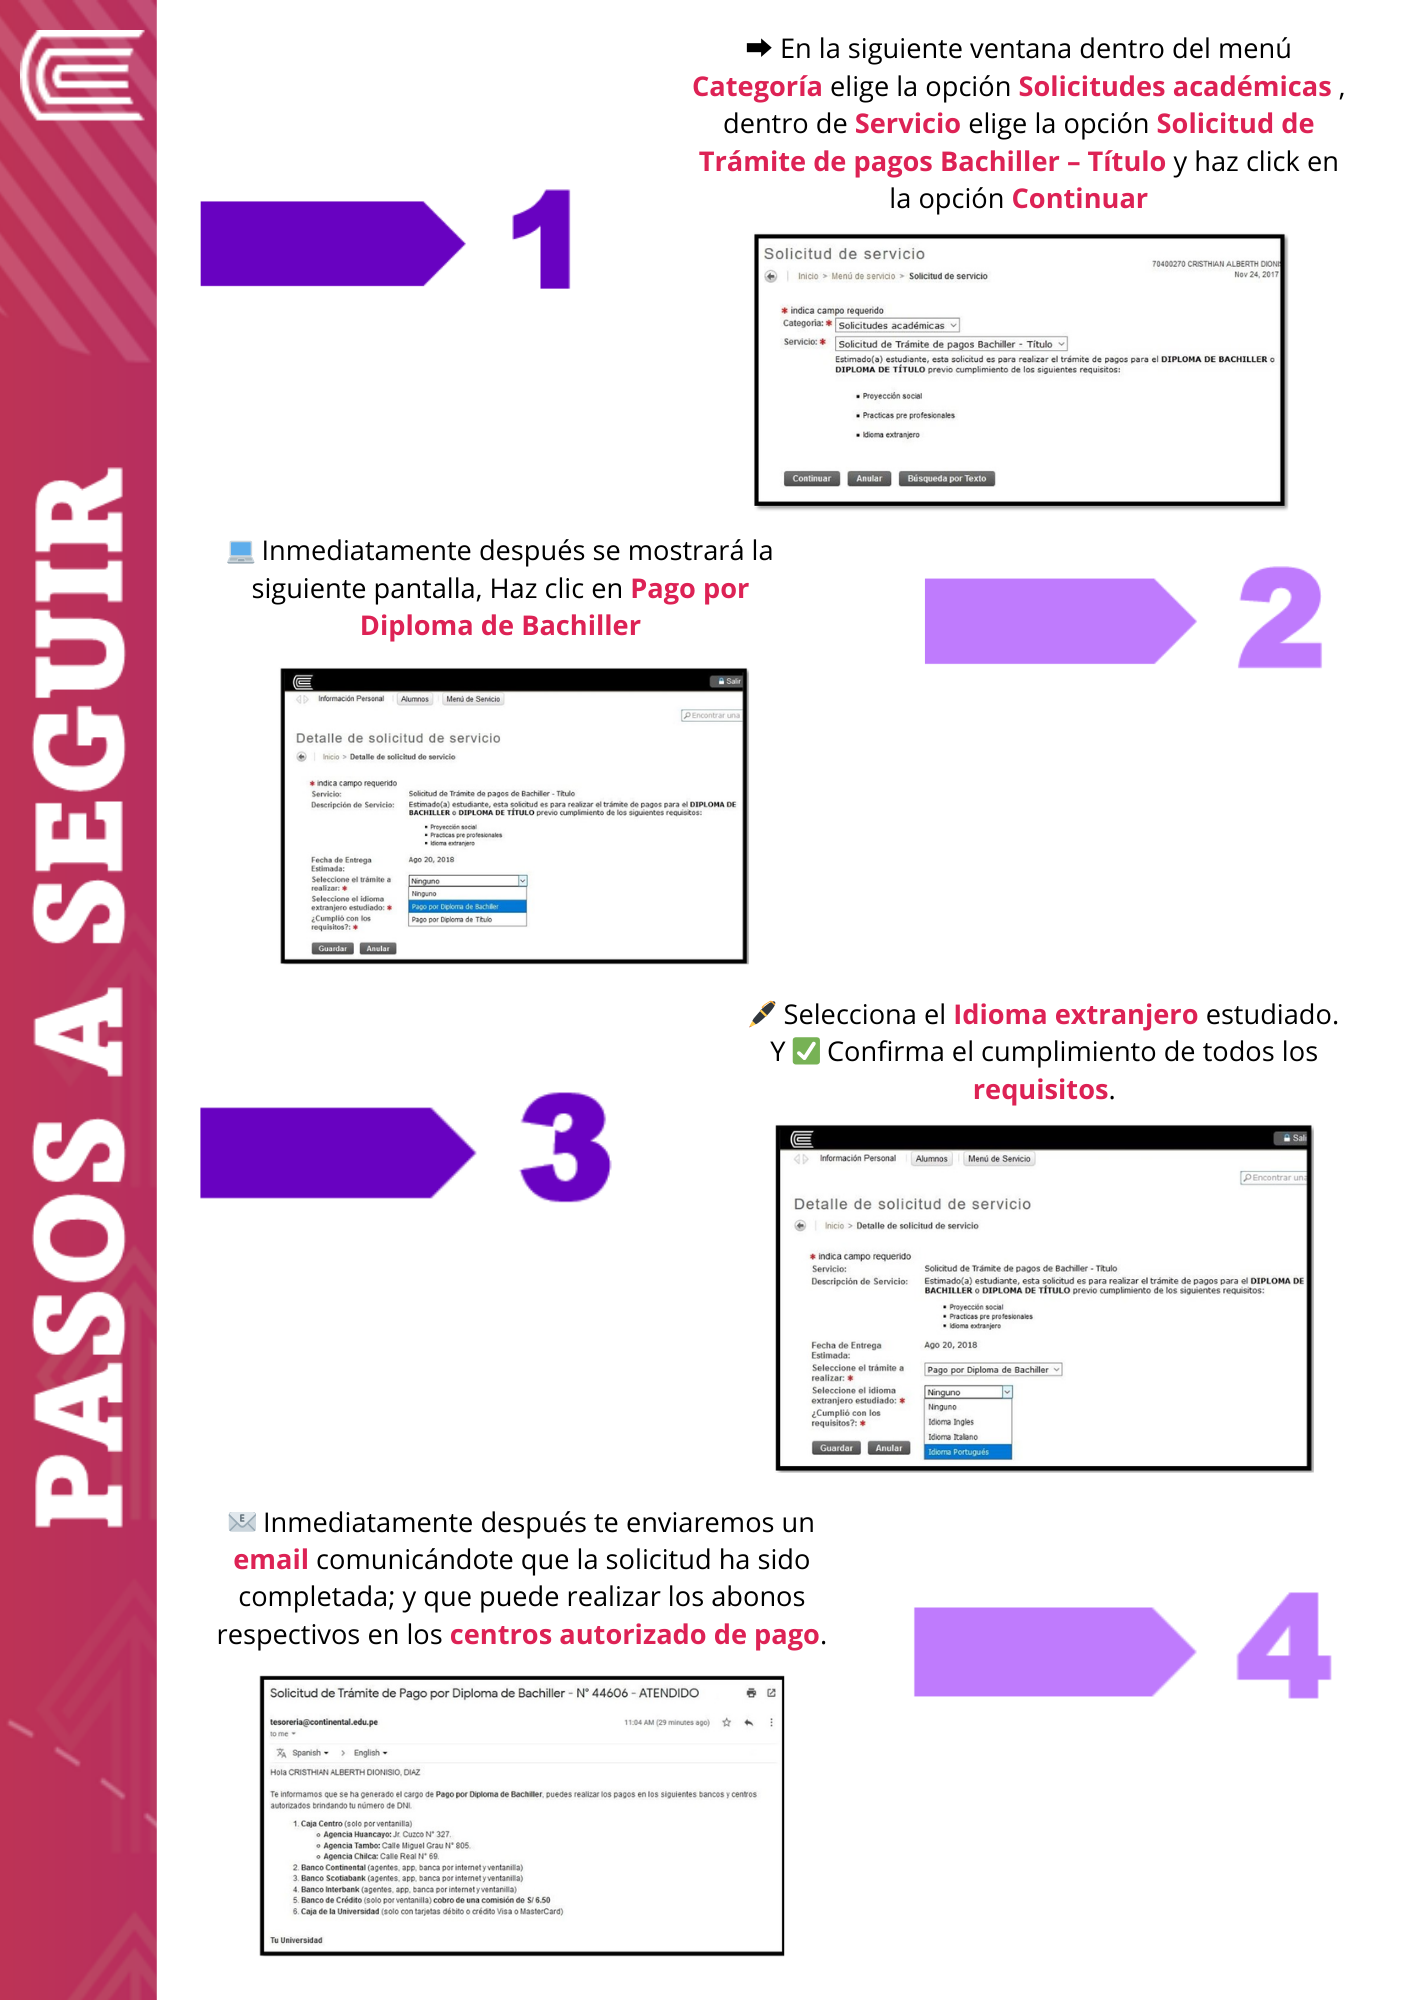 PASOS A SEGUIR
➡ En la siguiente ventana dentro del menú
Categoría elige la opción Solicitudes académicas ,
dentro de Servicio elige la opción Solicitud de
Trámite de pagos Bachiller – Título y haz click en
la opción Continuar
1
Solicitud de servicio
70400270 CRISTHIAN ALBERTH DIONI
Nov 24, 2017
Inicio > Menú de servicio > Solicitud de servicio
* indica campo requerido
Categoria: * Solicitudes académicas
Servicio: * Solicitud de Trámite de pagos Bachiller - Título
Estimado(a) estudiante, esta solicitud es para realizar el trámite de pagos para el DIPLOMA DE BACHILLER o
DIPLOMA DE TÍTULO previo cumplimiento de los siguientes requisitos:
▪ Proyección social
▪ Practicas pre profesionales
▪ Idioma extranjero
Continuar Anular Búsqueda por Texto
💻 Inmediatamente después se mostrará la
siguiente pantalla, Haz clic en Pago por
Diploma de Bachiller
2
Salir
Información Personal Alumnos Menú de Servicio
Encontrar una
Detalle de solicitud de servicio
Inicio > Detalle de solicitud de servicio
* indica campo requerido
Servicio: Solicitud de Trámite de pagos de Bachiller - Título
Descripción de Servicio: Estimado(a) estudiante, esta solicitud es para realizar el trámite de pagos para el DIPLOMA DE
BACHILLER o DIPLOMA DE TÍTULO previo cumplimiento de los siguientes requisitos:
▪ Proyección social
▪ Practicas pre profesionales
▪ Idioma extranjero
Fecha de Entrega Ago 20, 2018
Estimada:
Seleccione el trámite a Ninguno
realizar: * Ninguno
Seleccione el idioma
extranjero estudiado: * Pago por Diploma de Bachiller
¿Cumplió con los Pago por Diploma de Título
requisitos?: *
Guardar Anular
🖋 Selecciona el Idioma extranjero estudiado.
Y ✅ Confirma el cumplimiento de todos los
requisitos.
3
Sali
Información Personal Alumnos Menú de Servicio
Encontrar una
Detalle de solicitud de servicio
Inicio > Detalle de solicitud de servicio
* indica campo requerido
Servicio: Solicitud de Trámite de pagos de Bachiller - Título
Descripción de Servicio: Estimado(a) estudiante, esta solicitud es para realizar el trámite de pagos para el DIPLOMA DE
BACHILLER o DIPLOMA DE TÍTULO previo cumplimiento de los siguientes requisitos:
▪ Proyección social
▪ Practicas pre profesionales
▪ Idioma extranjero
Fecha de Entrega Ago 20, 2018
Estimada:
Seleccione el trámite a Pago por Diploma de Bachiller
realizar: *
Seleccione el idioma Ninguno
extranjero estudiado: * Ninguno
¿Cumplió con los Idioma Ingles
requisitos?: * Idioma Italiano
Guardar Anular Idioma Portugués
📧 Inmediatamente después te enviaremos un
email comunicándote que la solicitud ha sido
completada; y que puede realizar los abonos
respectivos en los centros autorizado de pago.
4
Solicitud de Trámite de Pago por Diploma de Bachiller - N° 44606 - ATENDIDO
tesoreria@continental.edu.pe 11:04 AM (29 minutes ago)
to me
Spanish > English
Hola CRISTHIAN ALBERTH DIONISIO, DIAZ
Te informamos que se ha generado el cargo de Pago por Diploma de Bachiller, puedes realizar los pagos en los siguientes bancos y centros
autorizados brindando tu número de DNI.
1. Caja Centro (solo por ventanilla)
○ Agencia Huancayo: Jr. Cuzco N° 327.
○ Agencia Tambo: Calle Miguel Grau N° 805.
○ Agencia Chilca: Calle Real N° 69.
2. Banco Continental (agentes, app, banca por internet y ventanilla)
3. Banco Scotiabank (agentes, app, banca por internet y ventanilla)
4. Banco Interbank (agentes, app, banca por internet y ventanilla)
5. Banco de Crédito (solo por ventanilla) cobro de una comisión de S/ 6.50
6. Caja de la Universidad (solo con tarjetas débito o crédito Visa o MasterCard)
Tu Universidad